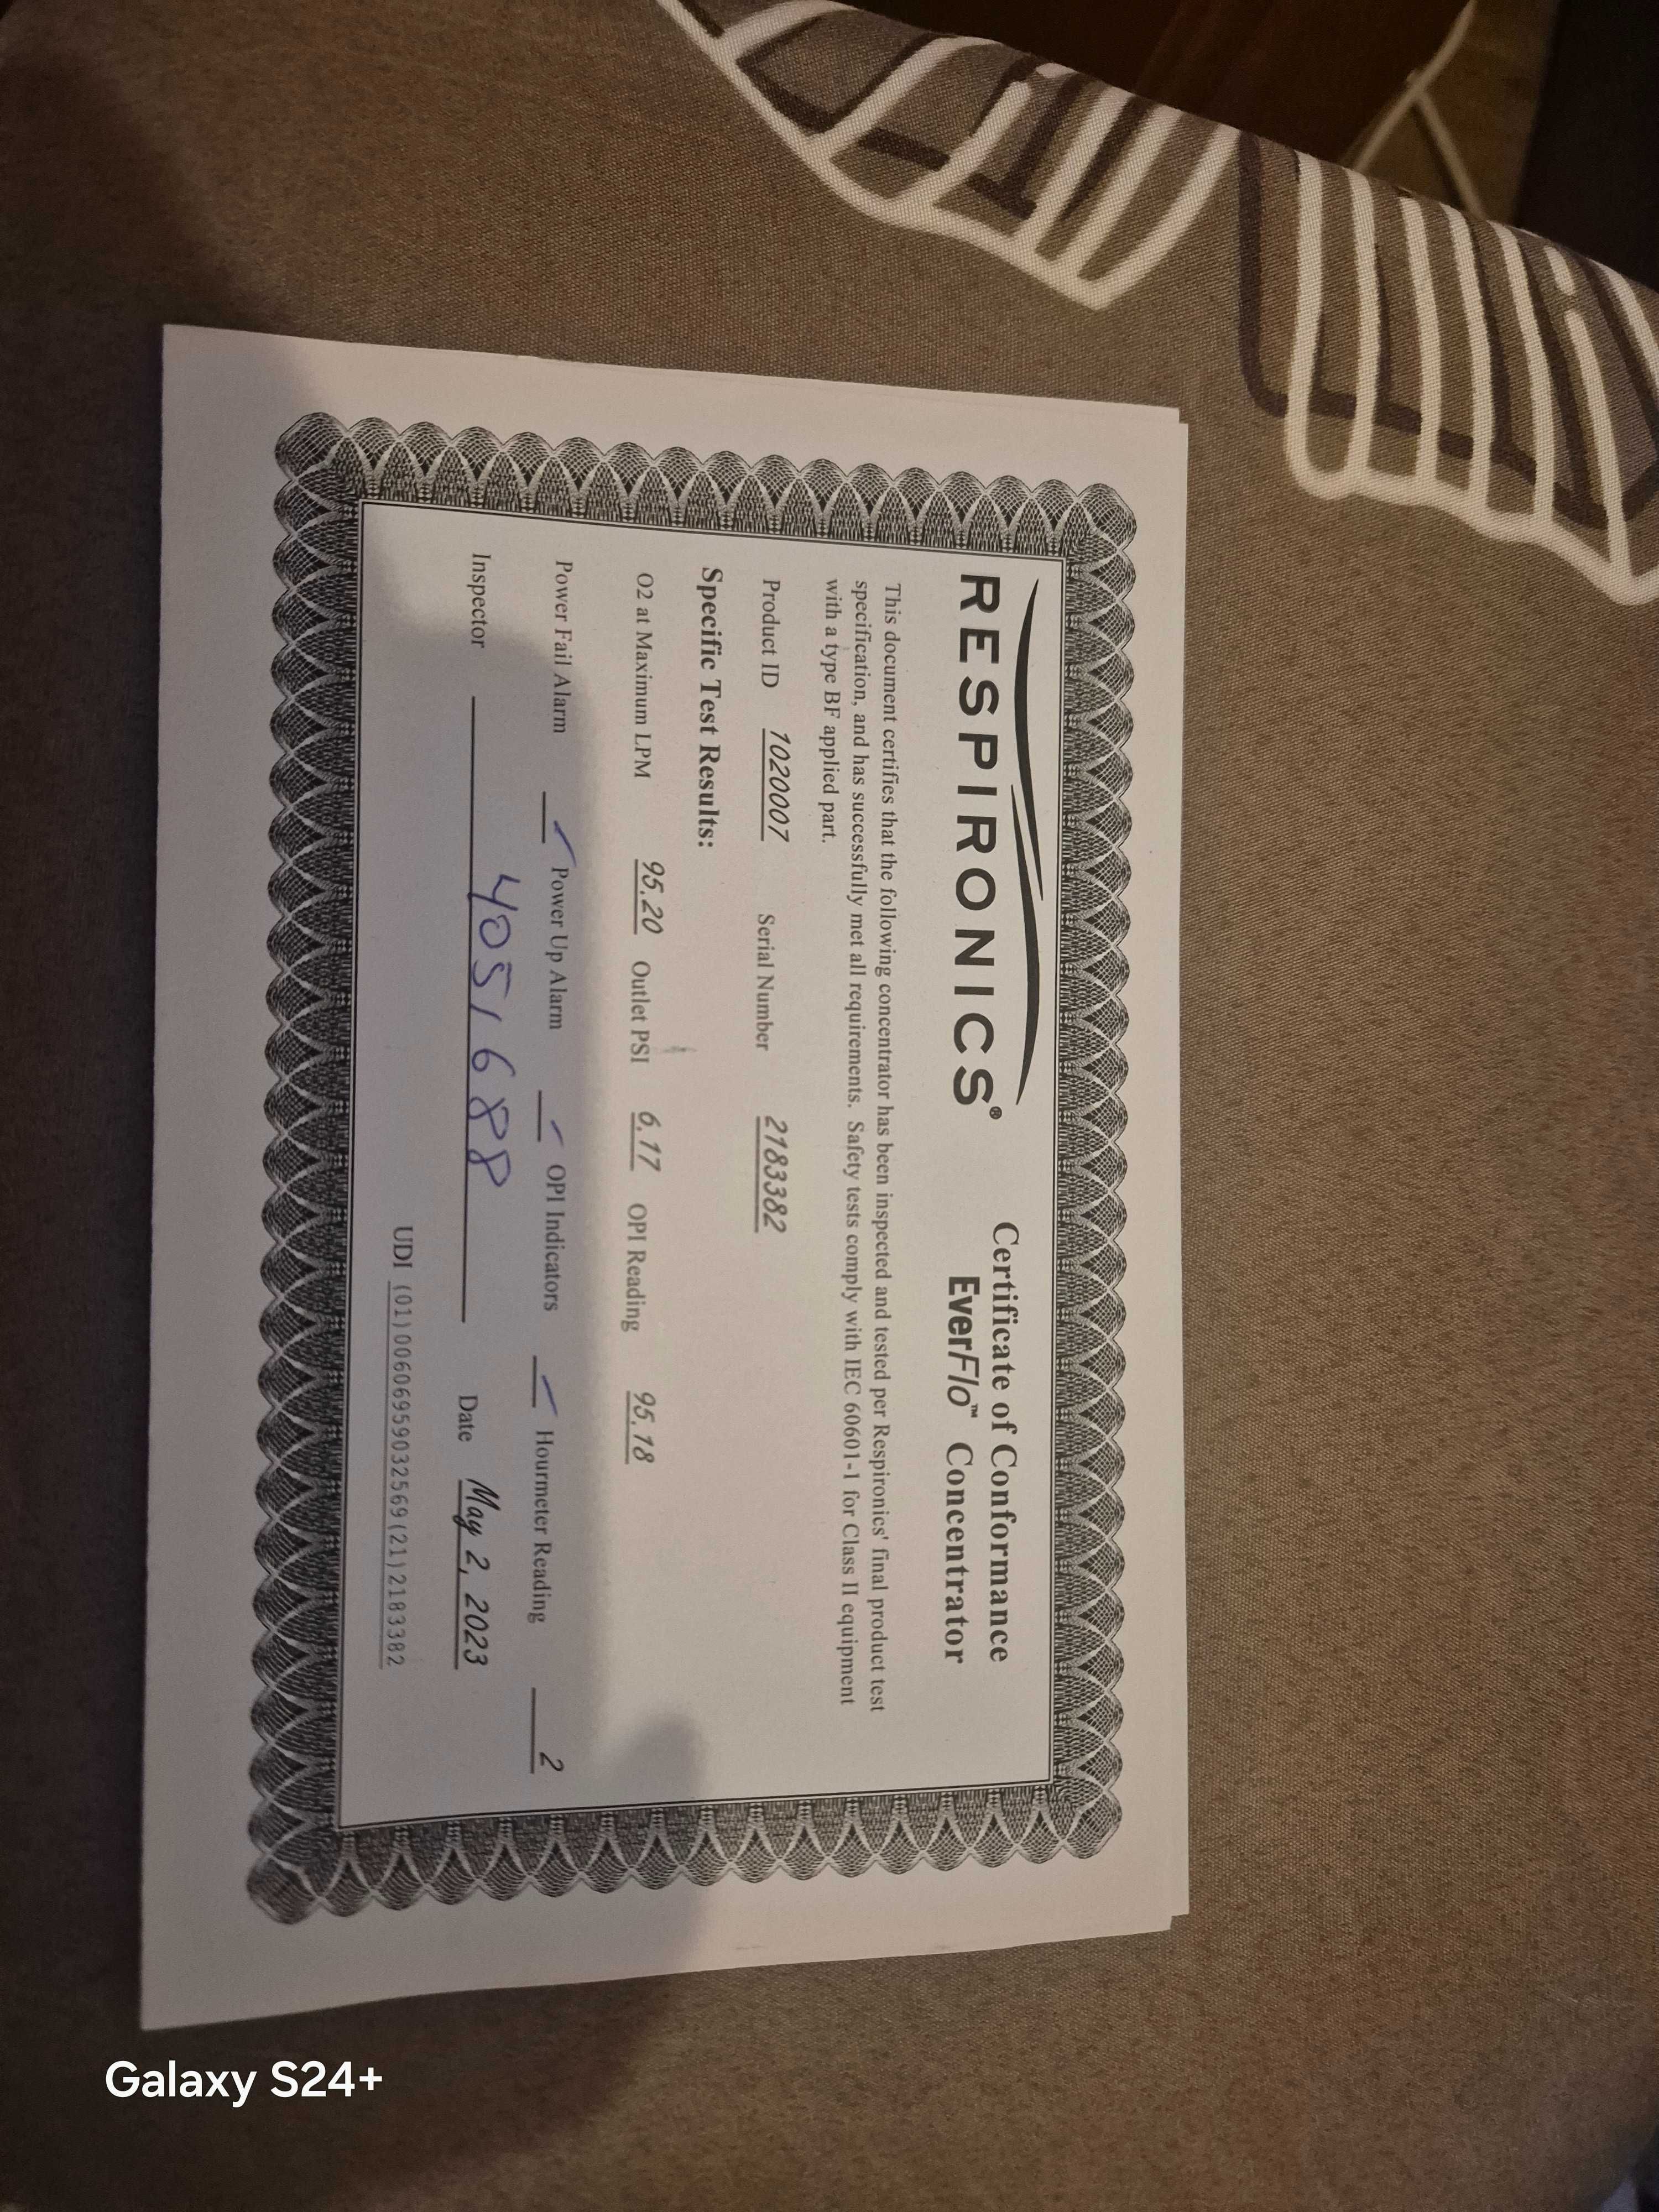 RESPIRONICS®
Certificate of Conformance
EverFlo™ Concentrator
This document certifies that the following concentrator has been inspected and tested per Respironics' final product test
specification, and has successfully met all requirements. Safety tests comply with IEC 60601-1 for Class II equipment
with a type BF applied part.
Product ID 1020007 Serial Number 2183382
Specific Test Results:
O2 at Maximum LPM 95.20 Outlet PSI 6.17 OPI Reading 95.18
Power Fail Alarm ✓ Power Up Alarm ✓ OPI Indicators ✓ Hourmeter Reading 2
Inspector 4051688 Date May 2, 2023
UDI (01)00606959032569(21)2183382
Galaxy S24+